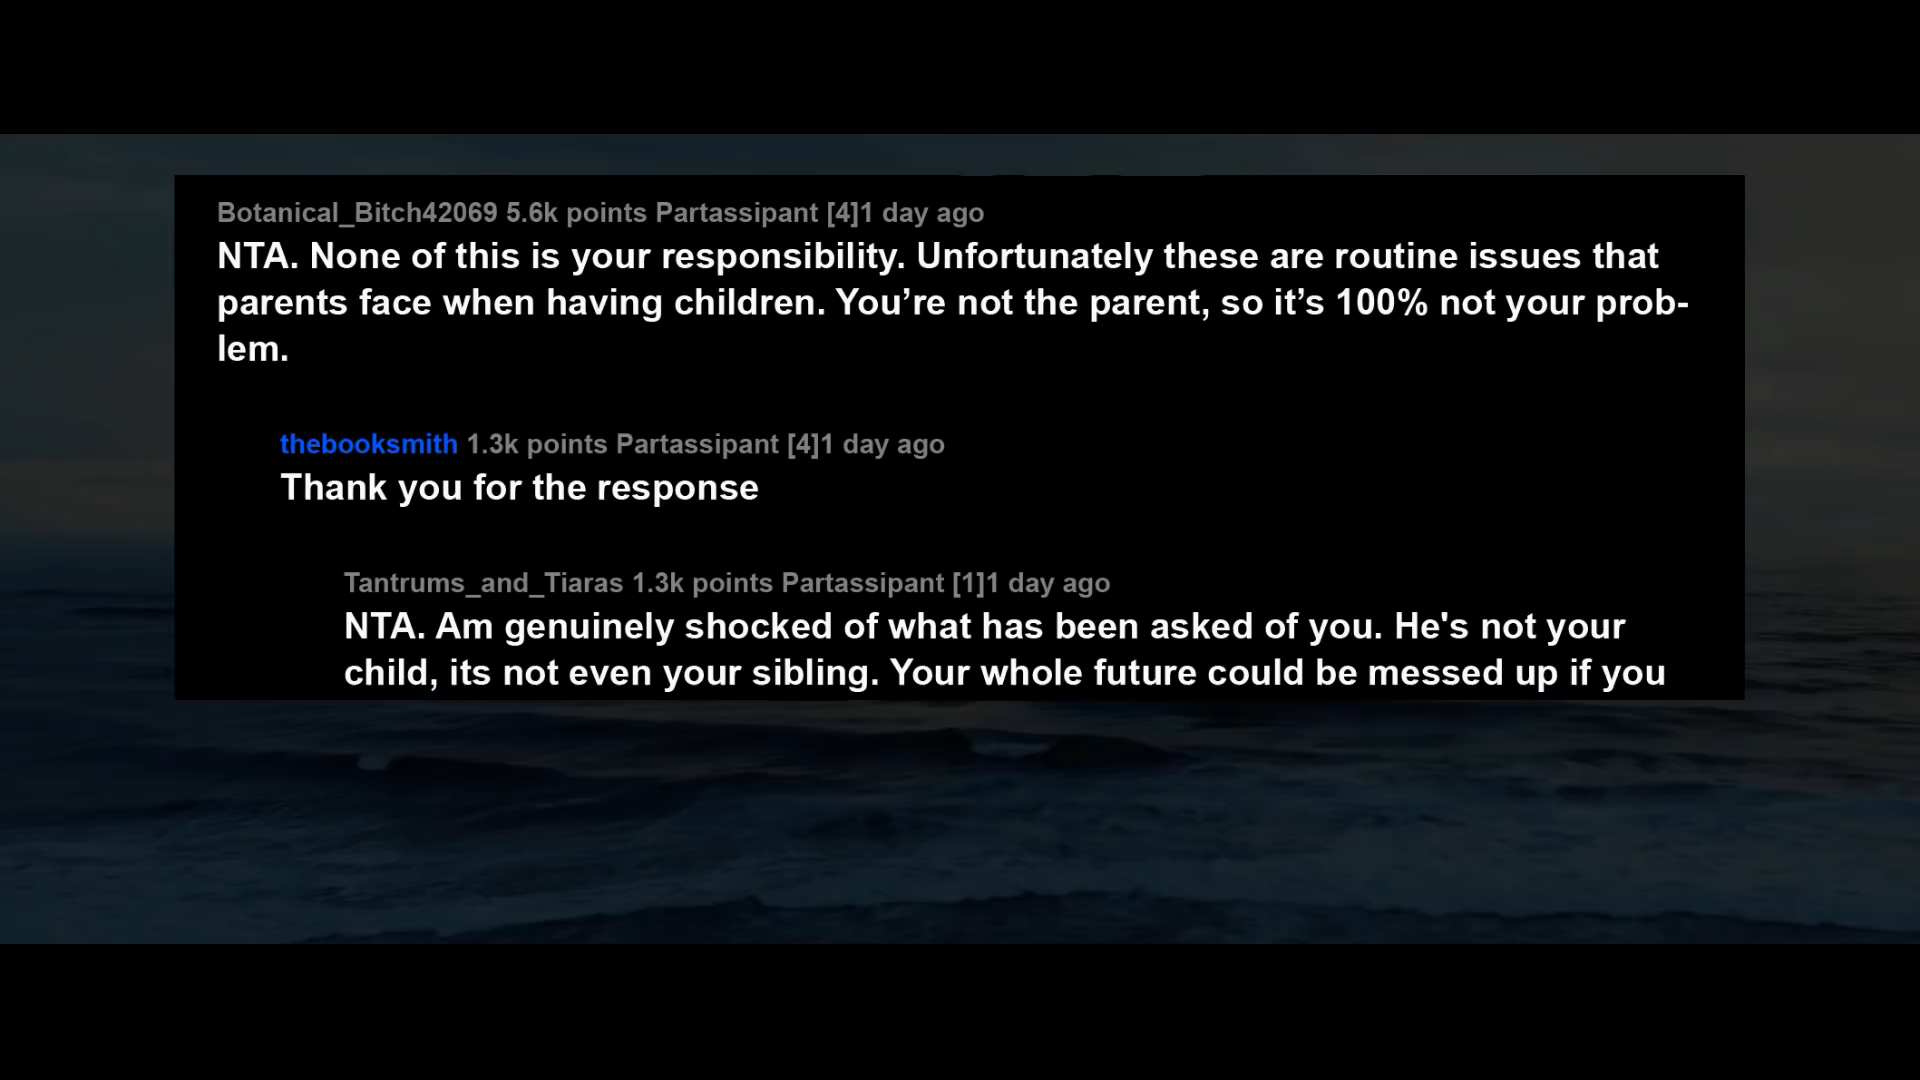 Botanical_Bitch42069 5.6k points Partassipant [4]1 day ago
NTA. None of this is your responsibility. Unfortunately these are routine issues that
parents face when having children. You’re not the parent, so it’s 100% not your prob-
lem.
thebooksmith 1.3k points Partassipant [4]1 day ago
Thank you for the response
Tantrums_and_Tiaras 1.3k points Partassipant [1]1 day ago
NTA. Am genuinely shocked of what has been asked of you. He's not your
child, its not even your sibling. Your whole future could be messed up if you